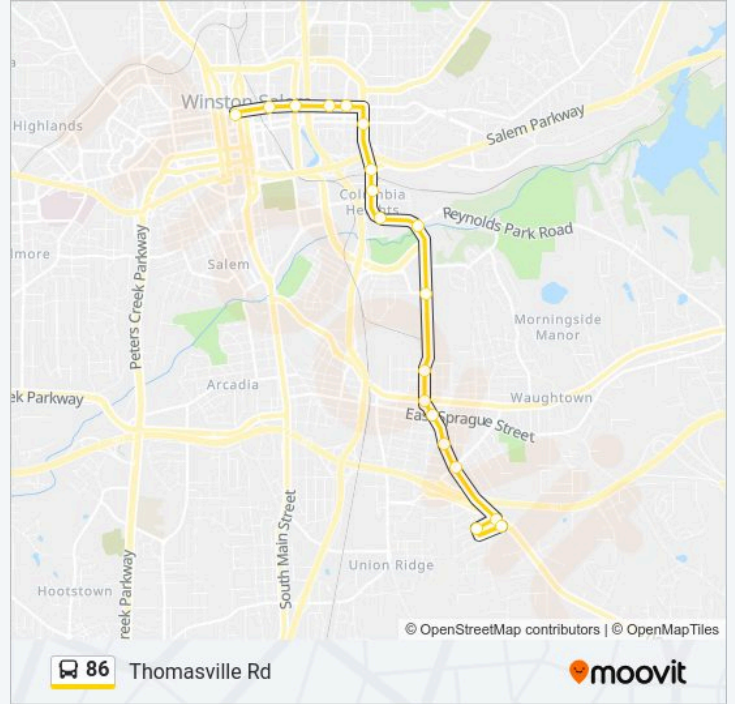 Winston-Salem
Highlands
Salem Parkway
Columbia
Heights
Reynolds Park Road
lmore
Salem
Peters Creek Parkway
Morningside
Manor
Arcadia
ek Parkway
Waughtown
East Sprague Street
South Main Street
Union Ridge
Hootstown
reek Parkway
© OpenStreetMap contributors | © OpenMapTiles
86 Thomasville Rd
moovit